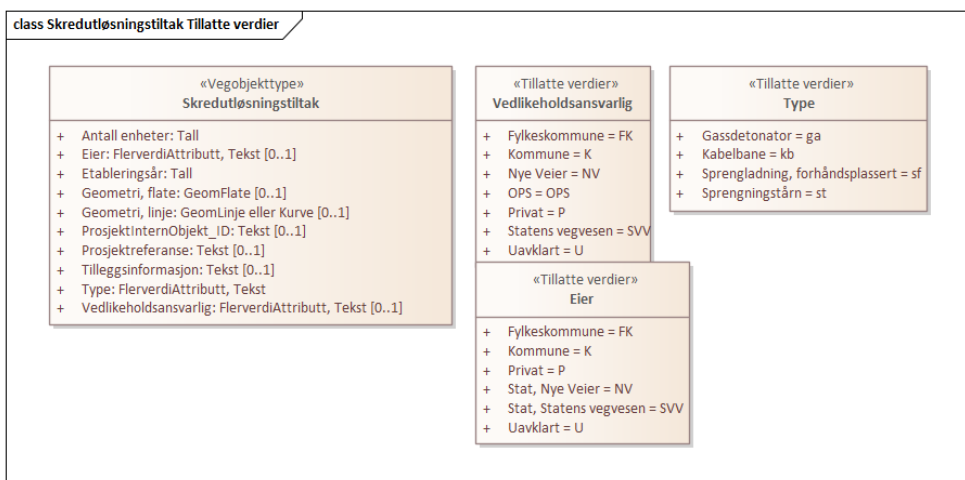 class Skredutløsningstiltak Tillatte verdier
«Vegobjekttype»
Skredutløsningstiltak
+ Antall enheter: Tall
+ Eier: FlerverdiAttributt, Tekst [0..1]
+ Etableringsår: Tall
+ Geometri, flate: GeomFlate [0..1]
+ Geometri, linje: GeomLinje eller Kurve [0..1]
+ ProsjektInternObjekt_ID: Tekst [0..1]
+ Prosjektreferanse: Tekst [0..1]
+ Tilleggsinformasjon: Tekst [0..1]
+ Type: FlerverdiAttributt, Tekst
+ Vedlikeholdsansvarlig: FlerverdiAttributt, Tekst [0..1]
«Tillatte verdier»
Vedlikeholdsansvarlig
+ Fylkeskommune = FK
+ Kommune = K
+ Nye Veier = NV
+ OPS = OPS
+ Privat = P
+ Statens vegvesen = SVV
+ Uavklart = U
«Tillatte verdier»
Eier
+ Fylkeskommune = FK
+ Kommune = K
+ Privat = P
+ Stat, Nye Veier = NV
+ Stat, Statens vegvesen = SVV
+ Uavklart = U
«Tillatte verdier»
Type
+ Gassdetonator = ga
+ Kabelbane = kb
+ Sprengladning, forhåndsplassert = sf
+ Sprengningstårn = st